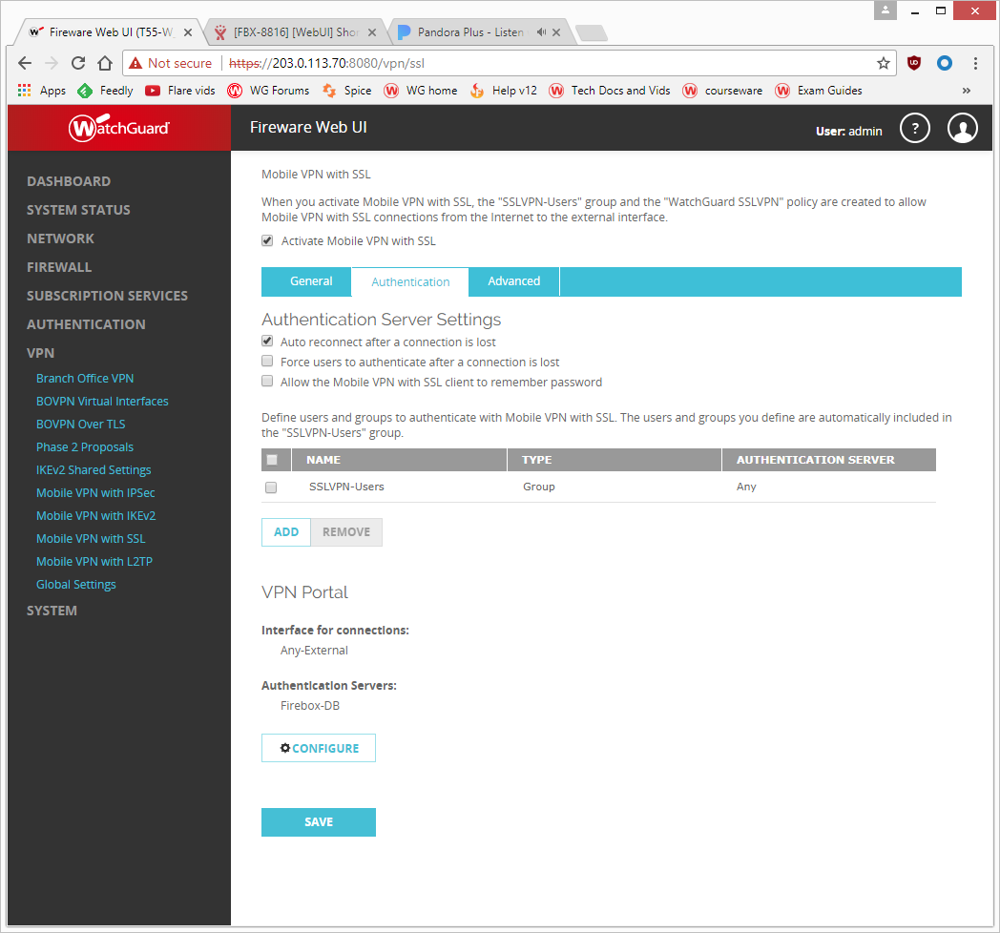 Fireware Web UI (T55-W
[FBX-8816] [WebUI] Sho
Pandora Plus - Listen
Not secure
https://203.0.113.70:8080/vpn/ssl
Apps
Feedly
Flare vids
WG Forums
Spice
WG home
Help v12
Tech Docs and Vids
courseware
Exam Guides
»
WatchGuard
Fireware Web UI
User: admin
?
DASHBOARD
SYSTEM STATUS
NETWORK
FIREWALL
SUBSCRIPTION SERVICES
AUTHENTICATION
VPN
Branch Office VPN
BOVPN Virtual Interfaces
BOVPN Over TLS
Phase 2 Proposals
IKEv2 Shared Settings
Mobile VPN with IPSec
Mobile VPN with IKEv2
Mobile VPN with SSL
Mobile VPN with L2TP
Global Settings
SYSTEM
Mobile VPN with SSL
When you activate Mobile VPN with SSL, the "SSLVPN-Users" group and the "WatchGuard SSLVPN" policy are created to allow
Mobile VPN with SSL connections from the Internet to the external interface.
Activate Mobile VPN with SSL
General
Authentication
Advanced
Authentication Server Settings
Auto reconnect after a connection is lost
Force users to authenticate after a connection is lost
Allow the Mobile VPN with SSL client to remember password
Define users and groups to authenticate with Mobile VPN with SSL. The users and groups you define are automatically included in
the "SSLVPN-Users" group.
NAME TYPE AUTHENTICATION SERVER
SSLVPN-Users Group Any
ADD
REMOVE
VPN Portal
Interface for connections:
Any-External
Authentication Servers:
Firebox-DB
CONFIGURE
SAVE